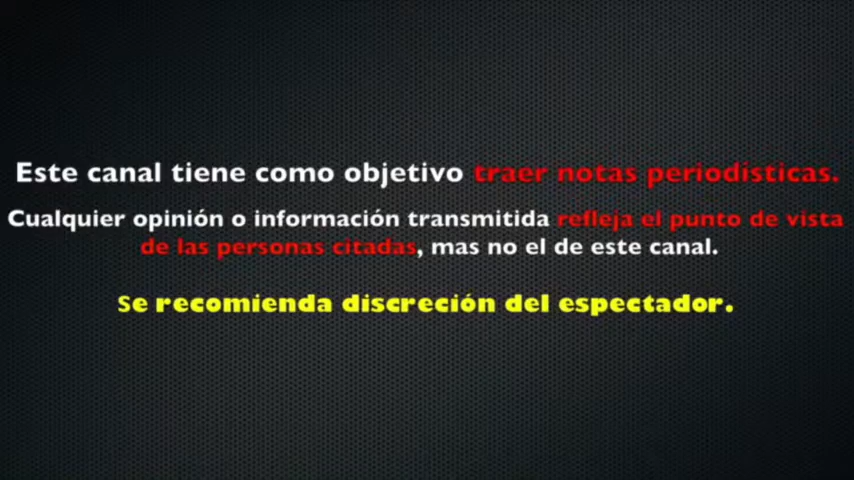 Este canal tiene como objetivo traer notas periodisticas.
Cualquier opinión o información transmitida refleja el punto de vista
de las personas citadas, mas no el de este canal.
Se recomienda discreción del espectador.